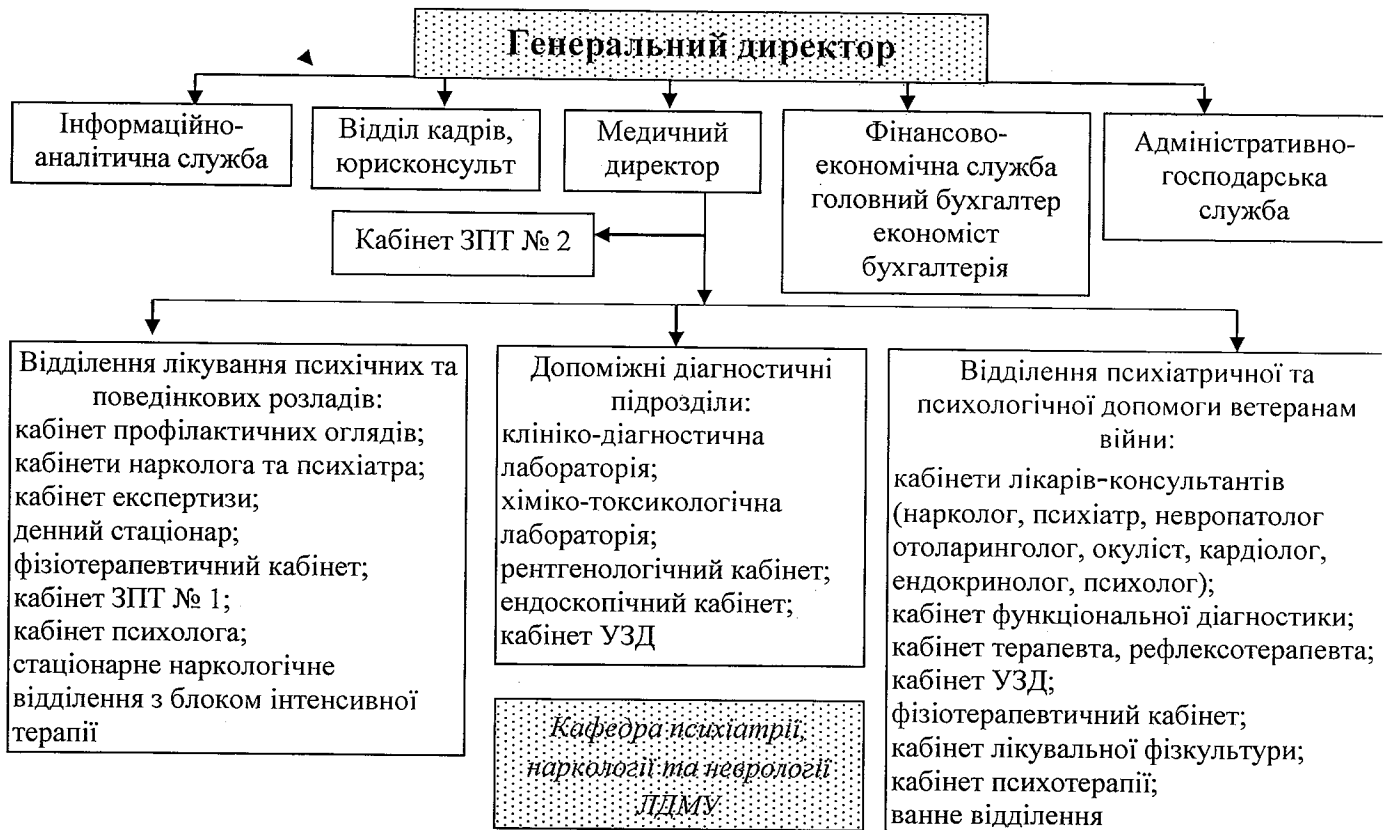 Генеральний директор
Інформаційно-
аналітична служба
Відділ кадрів,
юрисконсульт
Медичний
директор
Фінансово-
економічна служба
головний бухгалтер
економіст
бухгалтерія
Адміністративно-
господарська
служба
Кабінет ЗПТ № 2
Відділення лікування психічних та
поведінкових розладів:
кабінет профілактичних оглядів;
кабінети нарколога та психіатра;
кабінет експертизи;
денний стаціонар;
фізіотерапевтичний кабінет;
кабінет ЗПТ № 1;
кабінет психолога;
стаціонарне наркологічне
відділення з блоком інтенсивної
терапії
Допоміжні діагностичні
підрозділи:
клініко-діагностична
лабораторія;
хіміко-токсикологічна
лабораторія;
рентгенологічний кабінет;
ендоскопічний кабінет;
кабінет УЗД
Кафедра психіатрії,
наркології та неврології
ЛДМУ
Відділення психіатричної та
психологічної допомоги ветеранам
війни:
кабінети лікарів-консультантів
(нарколог, психіатр, невропатолог
отоларинголог, окуліст, кардіолог,
ендокринолог, психолог);
кабінет функціональної діагностики;
кабінет терапевта, рефлексотерапевта;
кабінет УЗД;
фізіотерапевтичний кабінет;
кабінет лікувальної фізкультури;
кабінет психотерапії;
ванне відділення